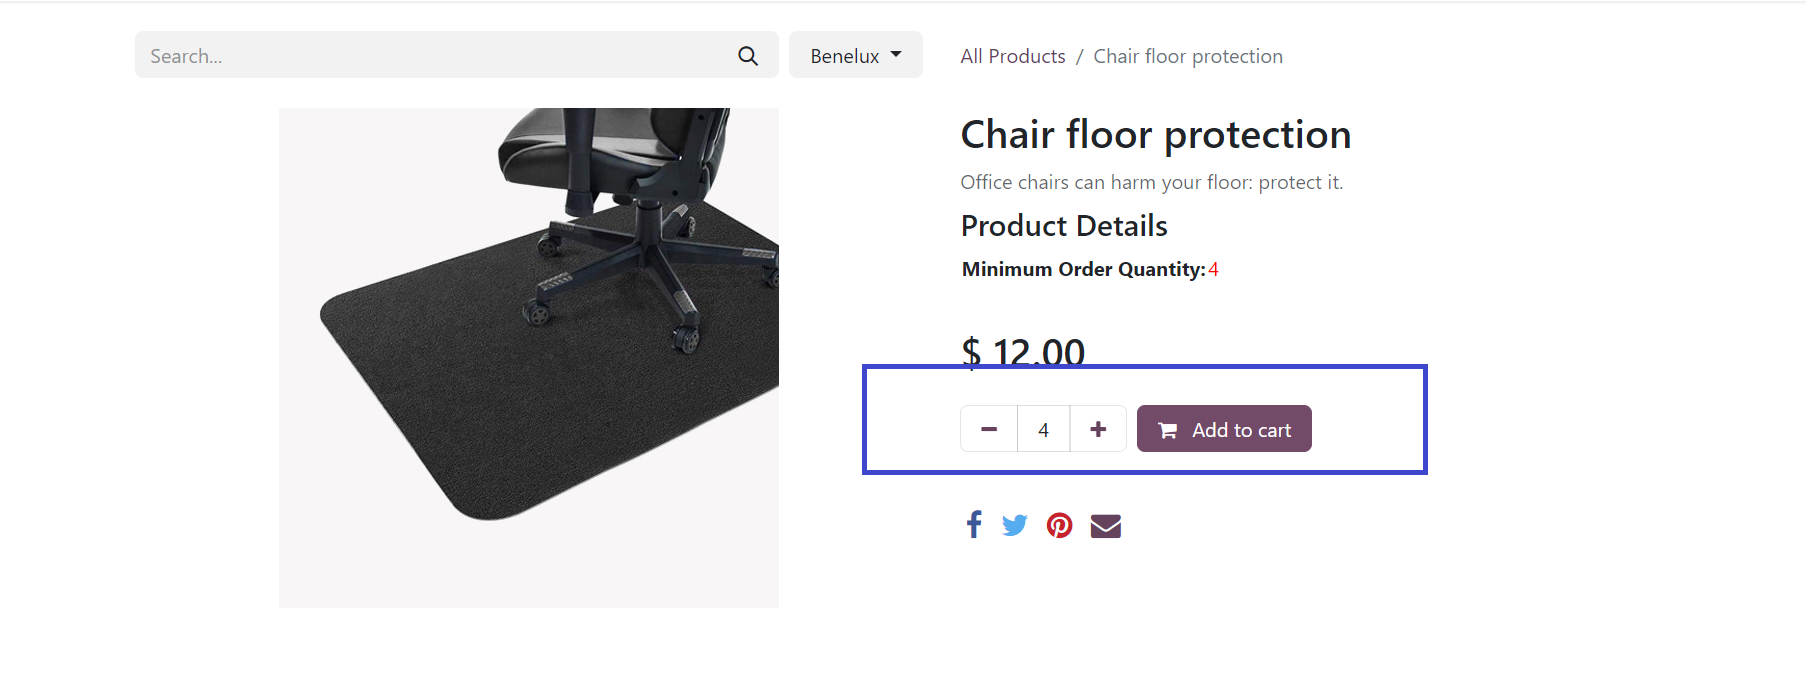 Search...
Benelux
All Products / Chair floor protection
Chair floor protection
Office chairs can harm your floor: protect it.
Product Details
Minimum Order Quantity:4
$ 12.00
4
Add to cart